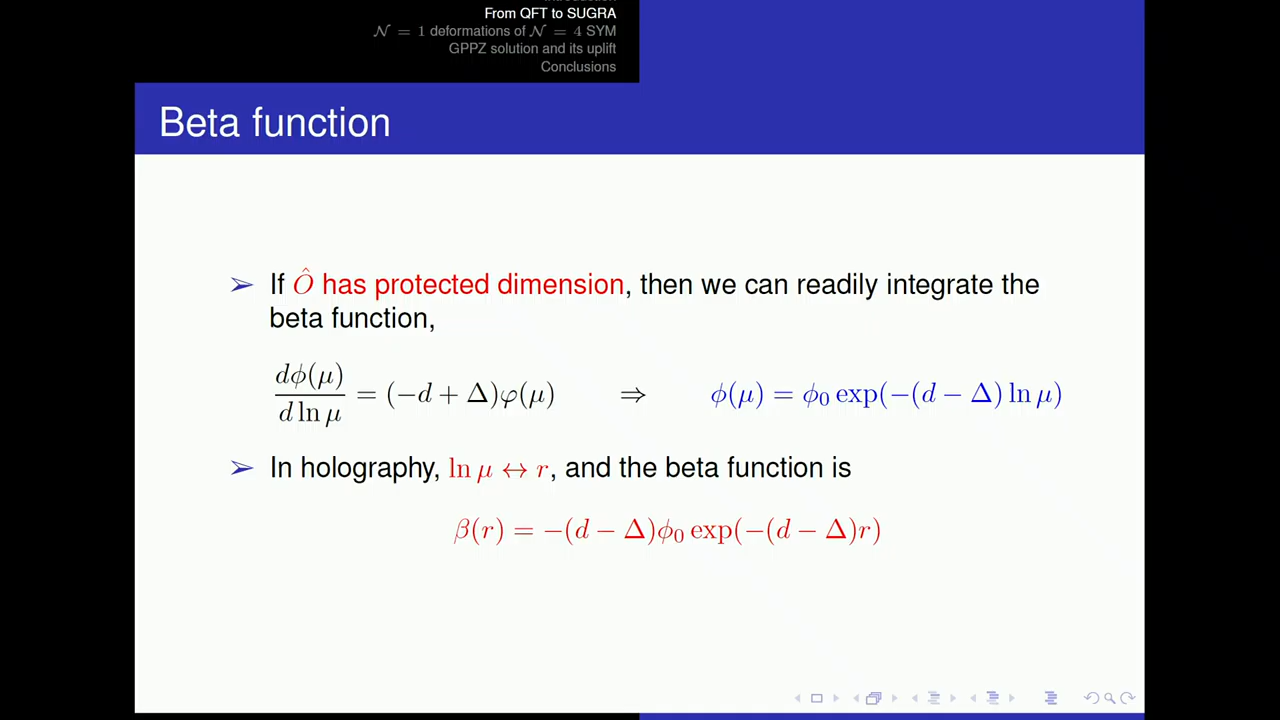 Introduction
From QFT to SUGRA
𝒩 = 1 deformations of 𝒩 = 4 SYM
GPPZ solution and its uplift
Conclusions
Beta function
➢ If Ô has protected dimension, then we can readily integrate the
beta function,
dϕ(μ)/d ln μ = (−d + Δ)φ(μ) ⇒ ϕ(μ) = ϕ₀ exp(−(d − Δ) ln μ)
➢ In holography, ln μ ↔ r, and the beta function is
β(r) = −(d − Δ)ϕ₀ exp(−(d − Δ)r)